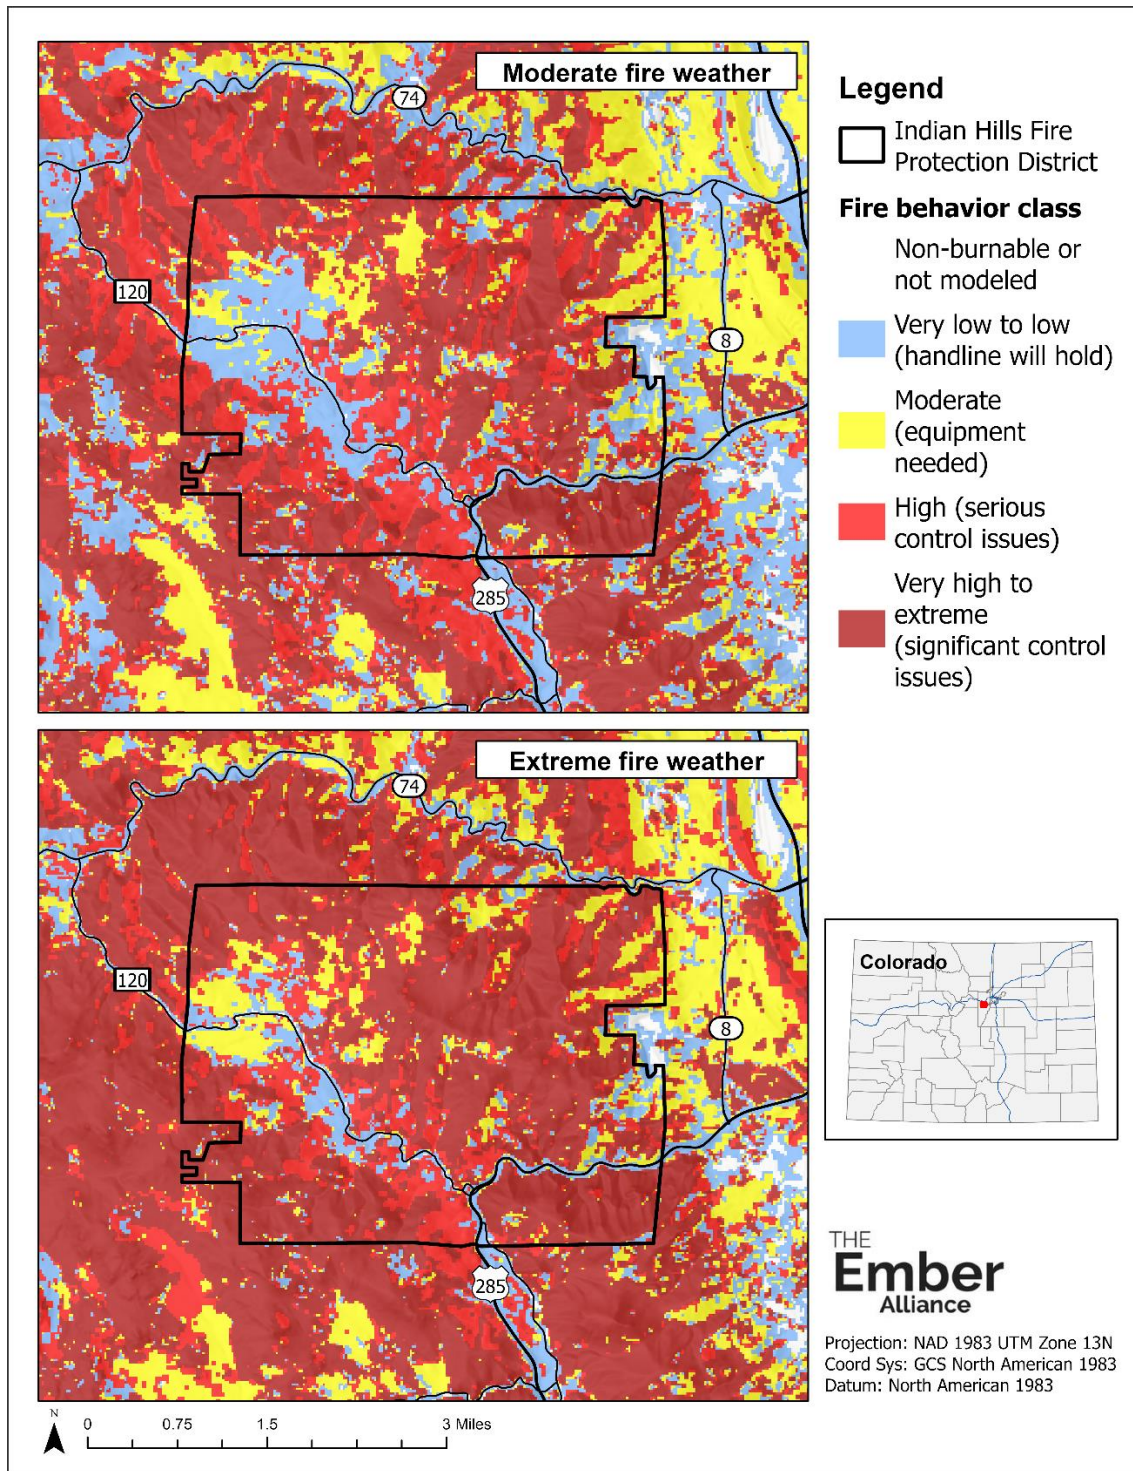 Moderate fire weather
74
120
8
285
Legend
Indian Hills Fire
Protection District
Fire behavior class
Non-burnable or
not modeled
Very low to low
(handline will hold)
Moderate
(equipment
needed)
High (serious
control issues)
Very high to
extreme
(significant control
issues)
Extreme fire weather
74
120
8
285
Colorado
THE
Ember
Alliance
Projection: NAD 1983 UTM Zone 13N
Coord Sys: GCS North American 1983
Datum: North American 1983
N
0 0.75 1.5 3 Miles